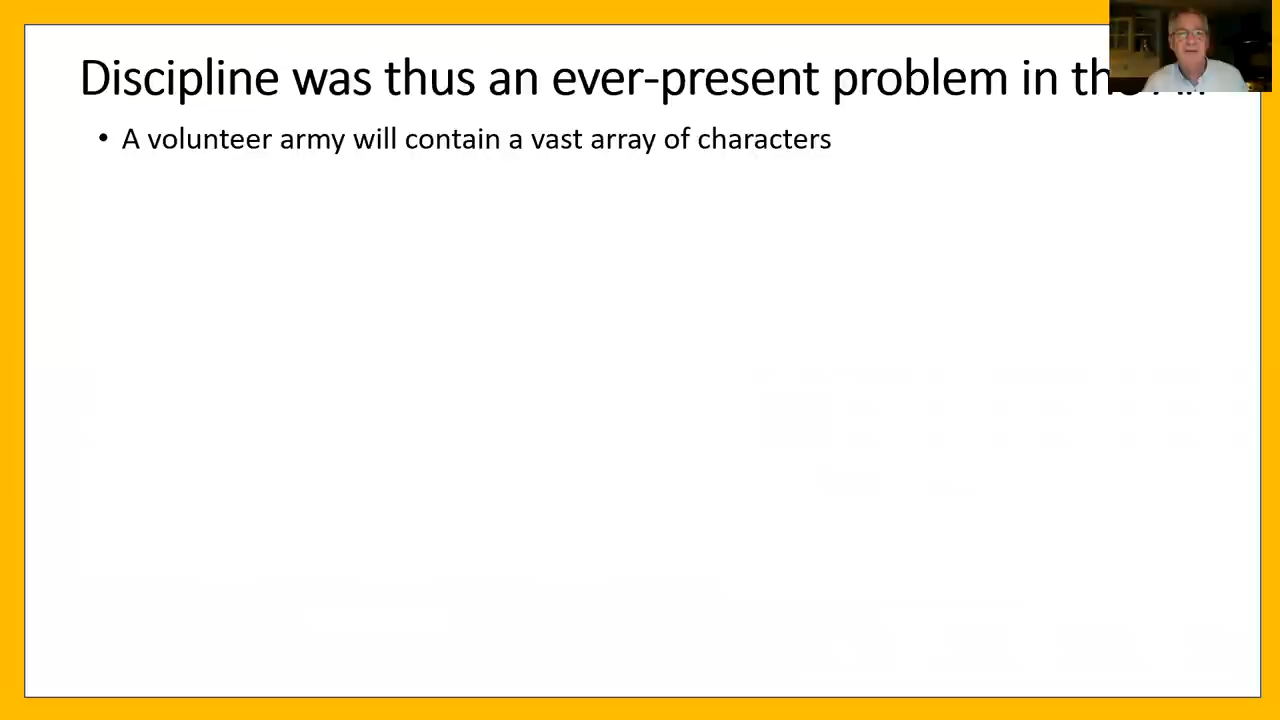 Discipline was thus an ever-present problem in the
• A volunteer army will contain a vast array of characters